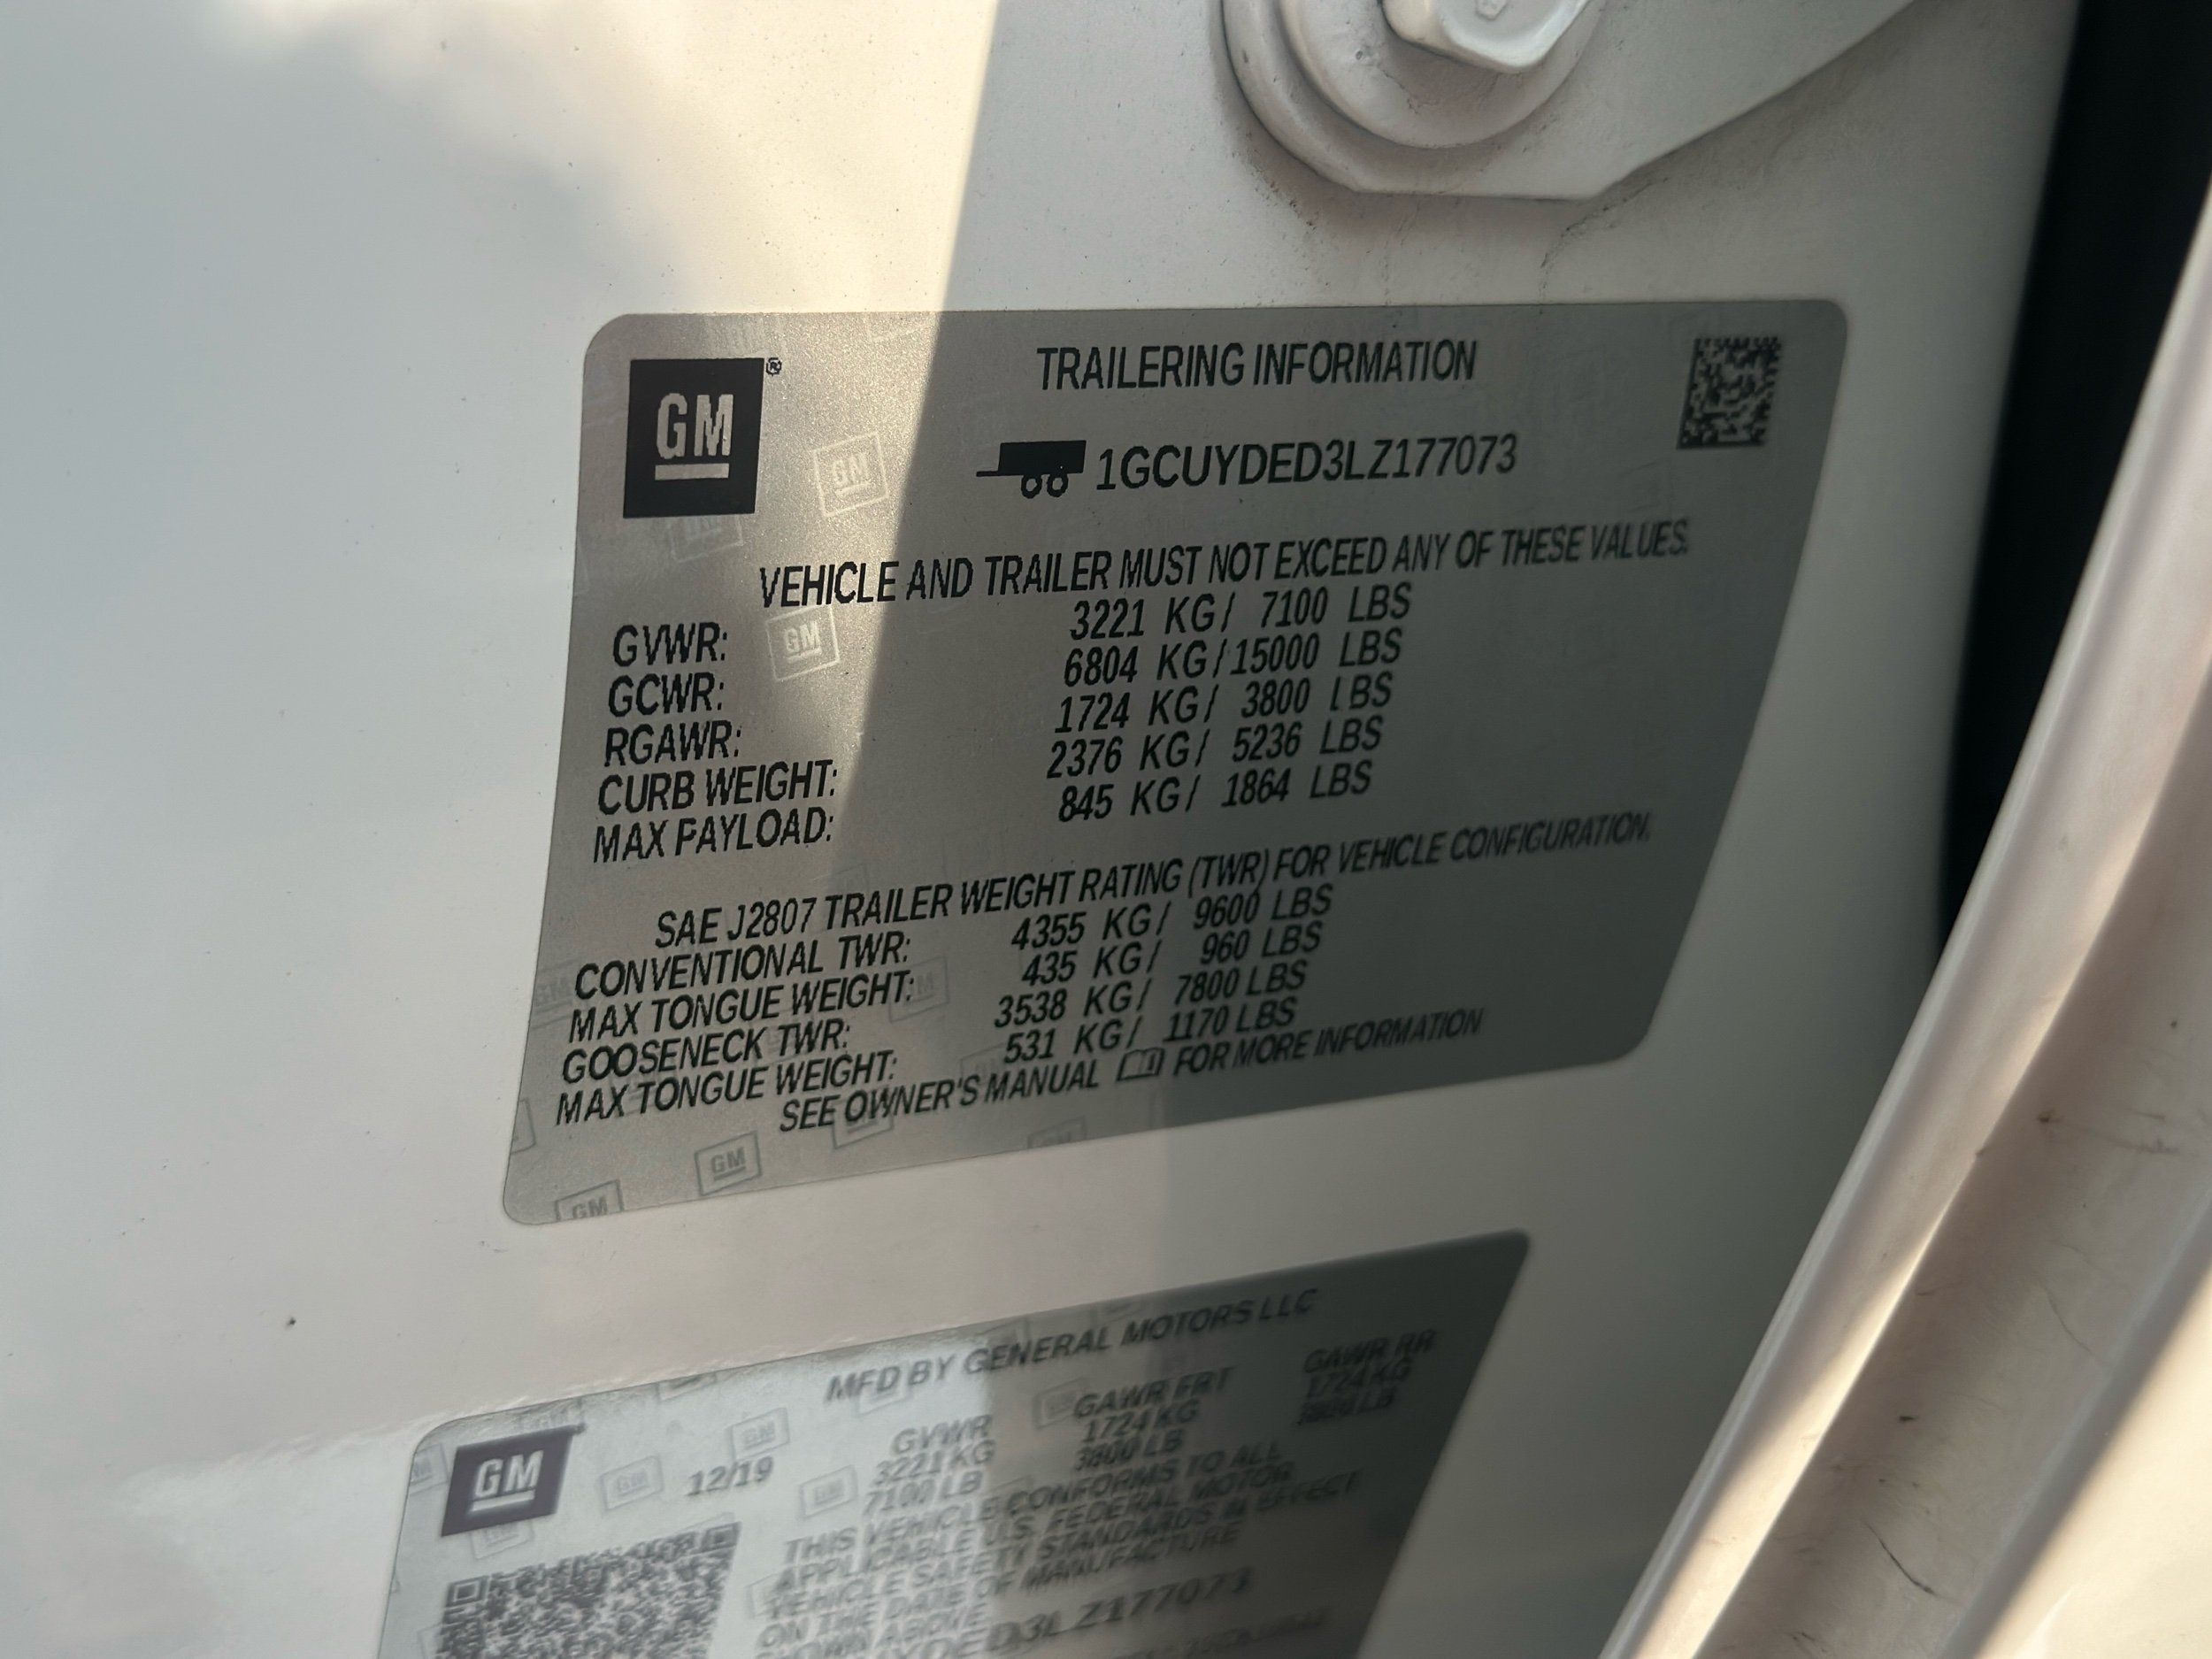 GM
TRAILERING INFORMATION
1GCUYDED3LZ177073
VEHICLE AND TRAILER MUST NOT EXCEED ANY OF THESE VALUES.
GVWR: 3221 KG/ 7100 LBS
GCWR: 6804 KG/15000 LBS
RGAWR: 1724 KG/ 3800 LBS
CURB WEIGHT: 2376 KG/ 5236 LBS
MAX PAYLOAD: 845 KG/ 1864 LBS
SAE J2807 TRAILER WEIGHT RATING (TWR) FOR VEHICLE CONFIGURATION.
CONVENTIONAL TWR: 4355 KG/ 9600 LBS
MAX TONGUE WEIGHT: 435 KG/ 960 LBS
GOOSENECK TWR: 3538 KG/ 7800 LBS
MAX TONGUE WEIGHT: 531 KG/ 1170 LBS
SEE OWNER'S MANUAL FOR MORE INFORMATION
MFD BY GENERAL MOTORS LLC
GM
12/19
GVWR GAWR FRT GAWR RR
3221 KG 1724 KG 1724 KG
7100 LB 3800 LB 3800 LB
THIS VEHICLE CONFORMS TO ALL
APPLICABLE U.S. FEDERAL MOTOR
VEHICLE SAFETY STANDARDS IN EFFECT
ON THE DATE OF MANUFACTURE
SHOWN ABOVE.
YDED3LZ177073